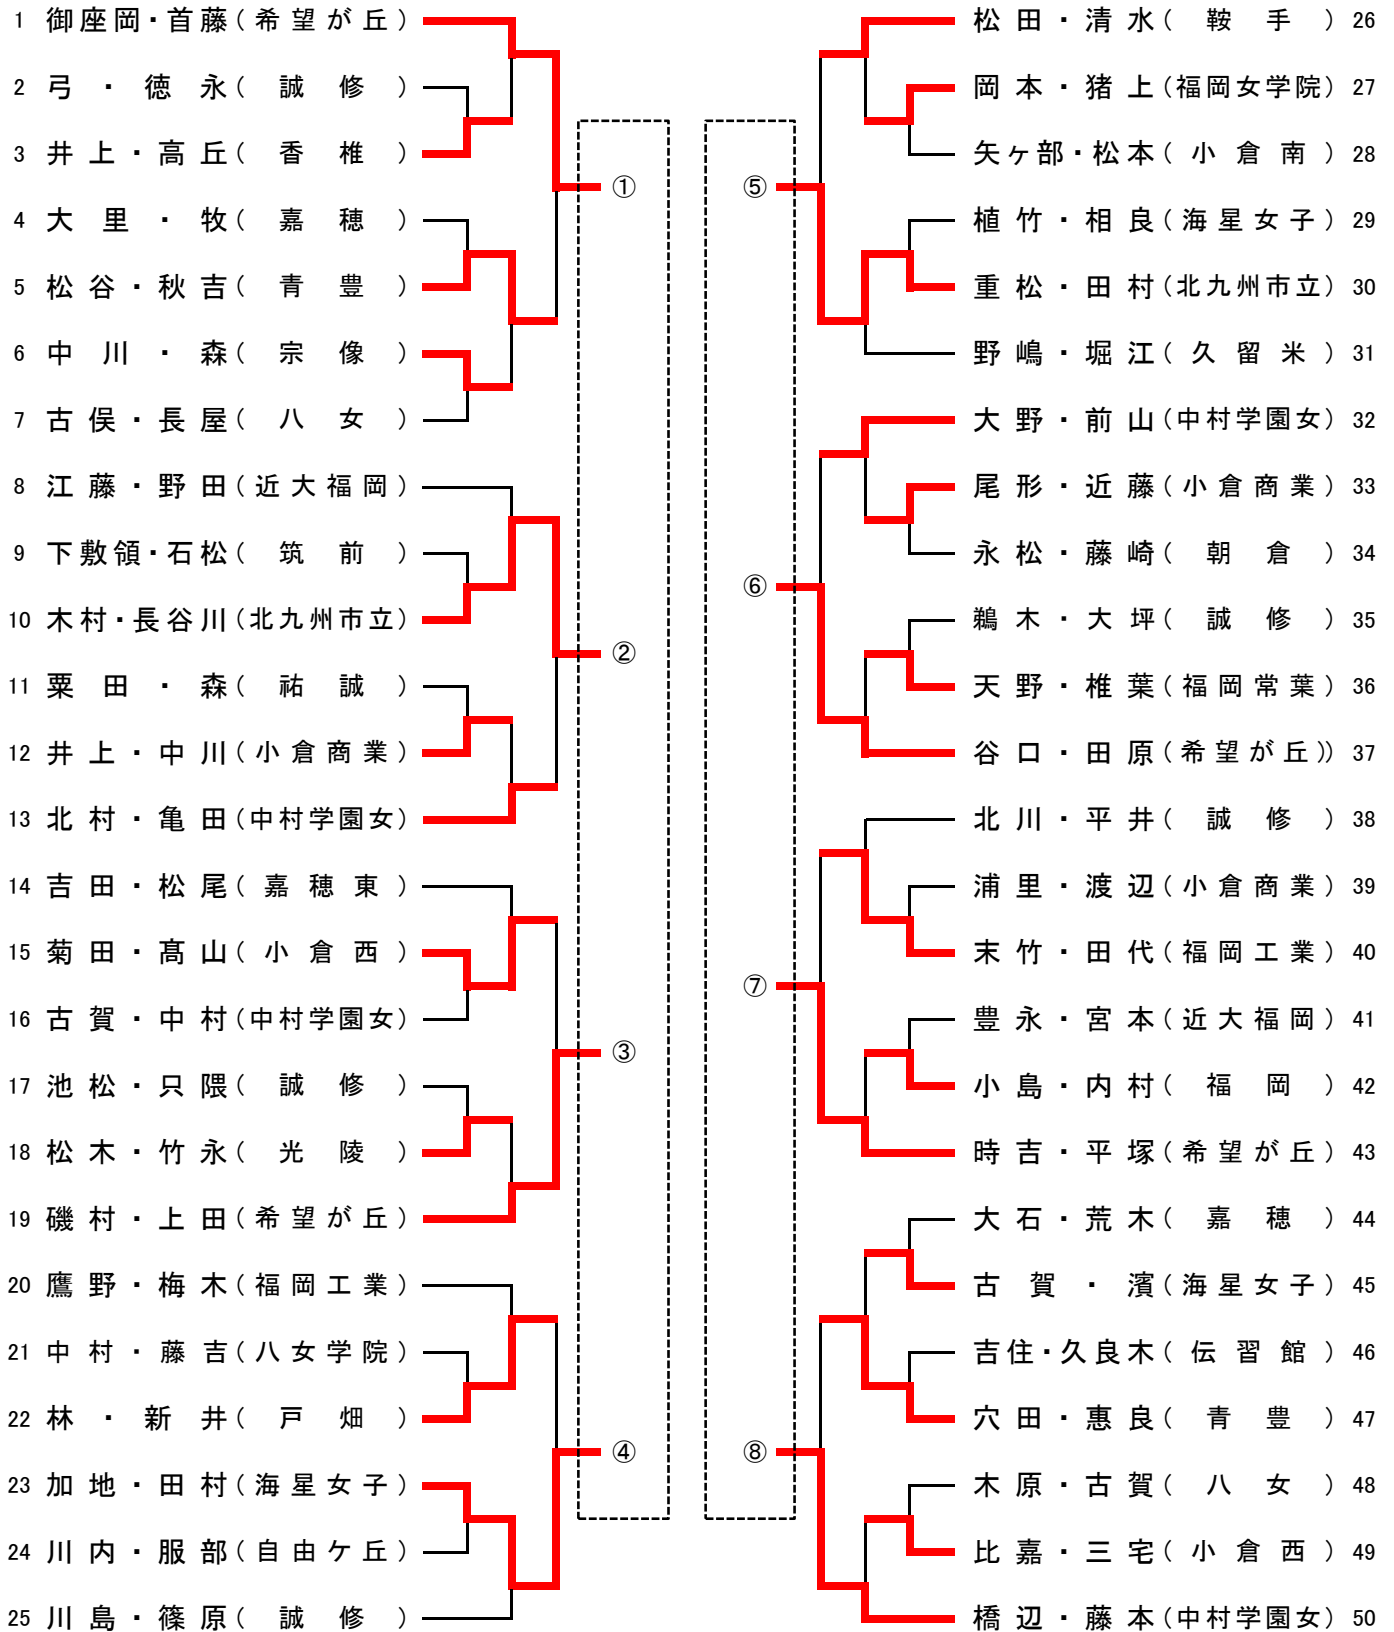 1 御座岡・首藤(希望が丘)
2 弓・徳永(誠修)
3 井上・高丘(香椎)
①
4 大里・牧(嘉穂)
5 松谷・秋吉(青豊)
6 中川・森(宗像)
7 古俣・長屋(八女)
8 江藤・野田(近大福岡)
9 下敷領・石松(筑前)
10 木村・長谷川(北九州市立)
②
11 粟田・森(祐誠)
12 井上・中川(小倉商業)
13 北村・亀田(中村学園女)
14 吉田・松尾(嘉穂東)
15 菊田・髙山(小倉西)
16 古賀・中村(中村学園女)
③
17 池松・只隈(誠修)
18 松木・竹永(光陵)
19 磯村・上田(希望が丘)
20 鷹野・梅木(福岡工業)
21 中村・藤吉(八女学院)
22 林・新井(戸畑)
④
23 加地・田村(海星女子)
24 川内・服部(自由ケ丘)
25 川島・篠原(誠修)
松田・清水(鞍手) 26
岡本・猪上(福岡女学院) 27
矢ヶ部・松本(小倉南) 28
⑤
植竹・相良(海星女子) 29
重松・田村(北九州市立) 30
野嶋・堀江(久留米) 31
大野・前山(中村学園女) 32
尾形・近藤(小倉商業) 33
永松・藤崎(朝倉) 34
⑥
鵜木・大坪(誠修) 35
天野・椎葉(福岡常葉) 36
谷口・田原(希望が丘)) 37
北川・平井(誠修) 38
浦里・渡辺(小倉商業) 39
末竹・田代(福岡工業) 40
⑦
豊永・宮本(近大福岡) 41
小島・内村(福岡) 42
時吉・平塚(希望が丘) 43
大石・荒木(嘉穂) 44
古賀・濱(海星女子) 45
吉住・久良木(伝習館) 46
穴田・惠良(青豊) 47
⑧
木原・古賀(八女) 48
比嘉・三宅(小倉西) 49
橋辺・藤本(中村学園女) 50